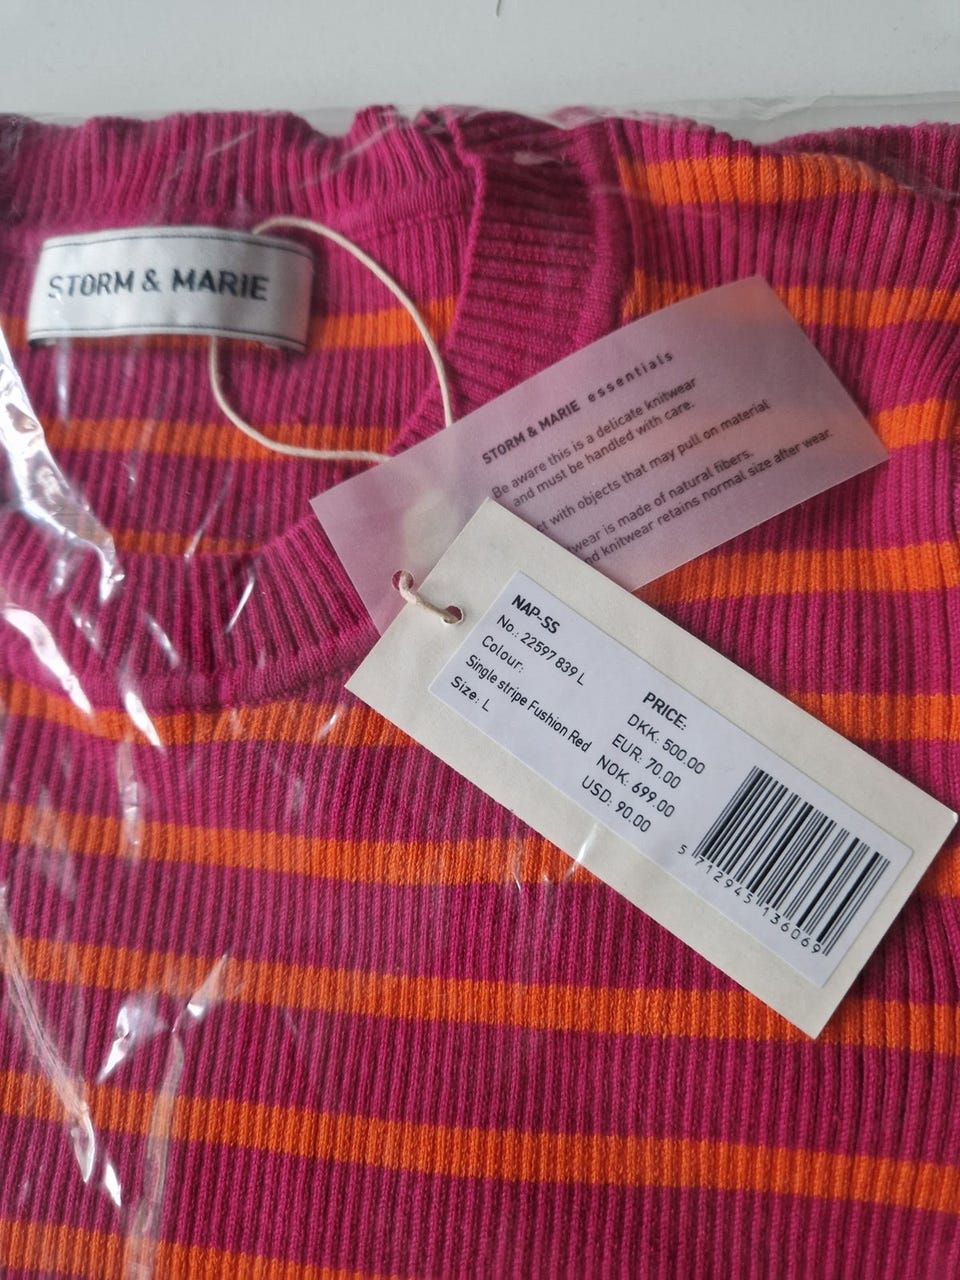 STORM & MARIE
STORM & MARIE essentials
Be aware this is a delicate knitwear
and must be handled with care.
with objects that may pull on material
is made of natural fibers.
knitwear retains normal size after wear.
NAP-SS
No.: 22597 839 L
Colour:
Single stripe Fushion Red
Size: L
PRICE:
DKK: 500.00
EUR: 70.00
NOK: 699.00
USD: 90.00
5 712945 136069